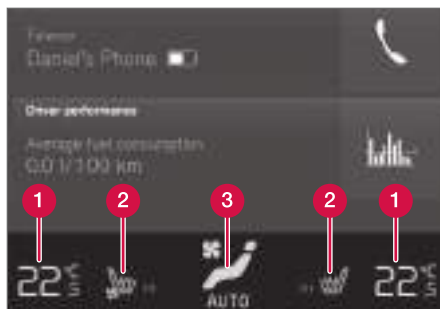 Telephone
Daniel's Phone
Driver performance
Average fuel consumption
0.0 l/100 km
1 2 3 2 1
22°C 22°C
AUTO